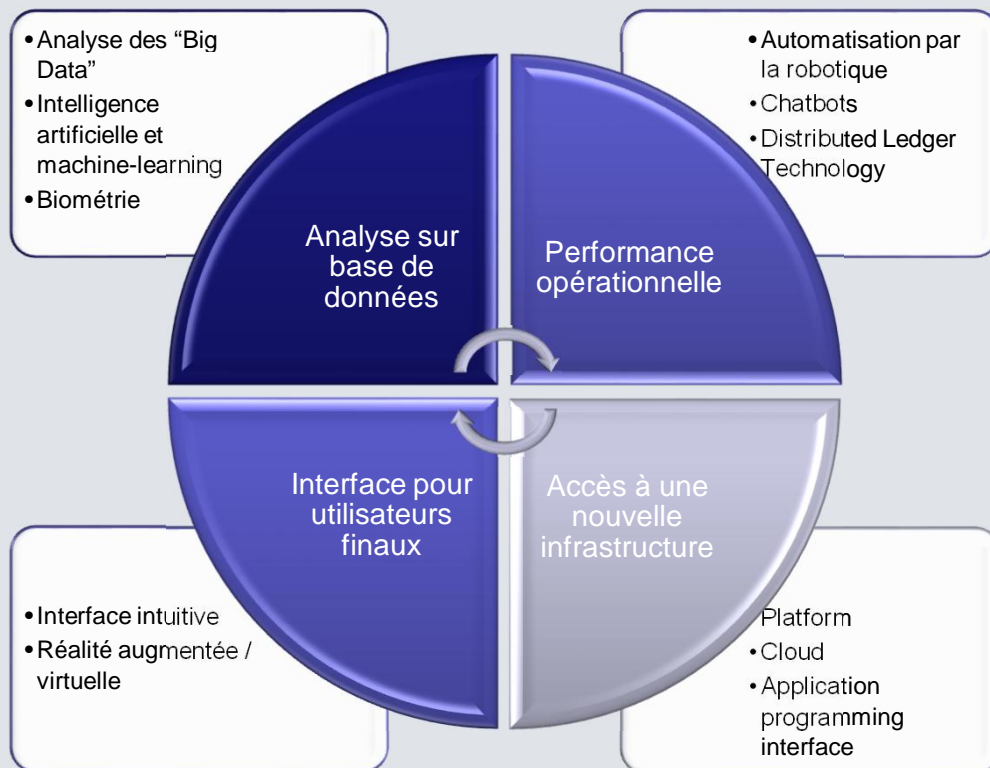 • Analyse des “Big
Data”
• Intelligence
artificielle et
machine-learning
• Biométrie
• Automatisation par
la robotique
• Chatbots
• Distributed Ledger
Technology
Analyse sur
base de
données
Performance
opérationnelle
Interface pour
utilisateurs
finaux
Accès à une
nouvelle
infrastructure
• Interface intuitive
• Réalité augmentée /
virtuelle
Platform
• Cloud
• Application
programming
interface